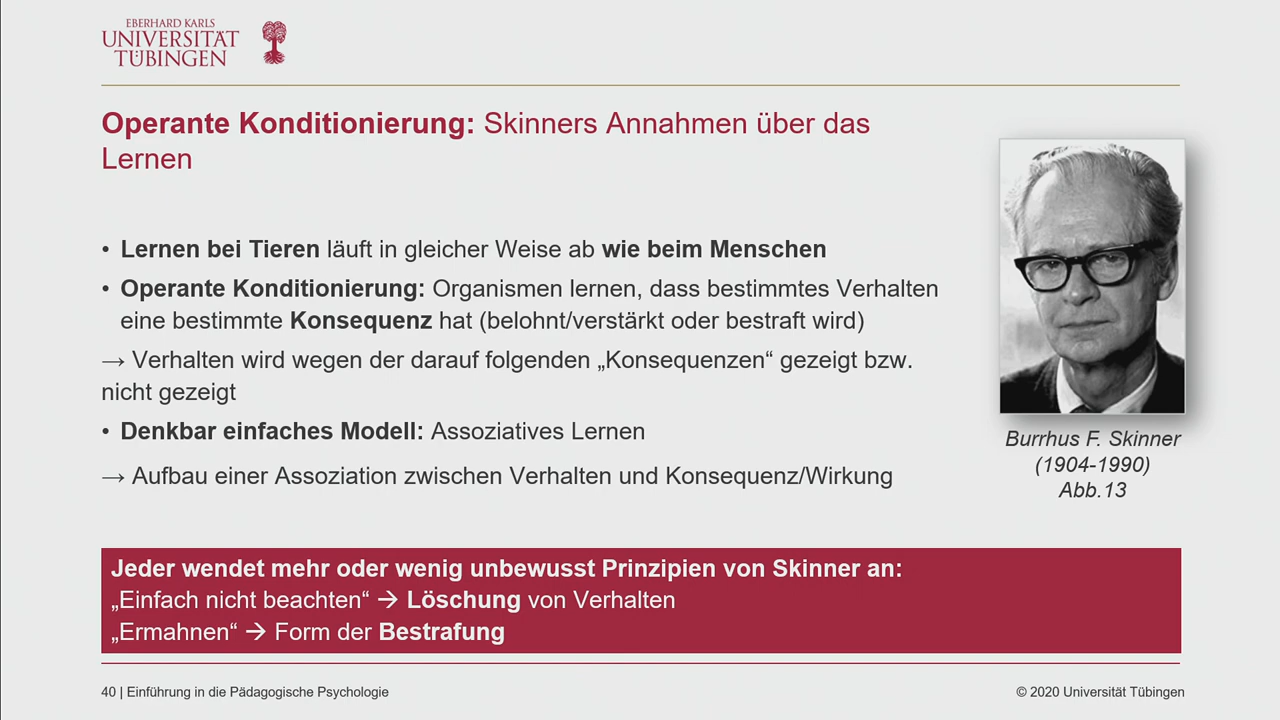 EBERHARD KARLS
UNIVERSITÄT
TÜBINGEN
Operante Konditionierung: Skinners Annahmen über das
Lernen
• Lernen bei Tieren läuft in gleicher Weise ab wie beim Menschen
• Operante Konditionierung: Organismen lernen, dass bestimmtes Verhalten
eine bestimmte Konsequenz hat (belohnt/verstärkt oder bestraft wird)
→ Verhalten wird wegen der darauf folgenden „Konsequenzen“ gezeigt bzw.
nicht gezeigt
• Denkbar einfaches Modell: Assoziatives Lernen
→ Aufbau einer Assoziation zwischen Verhalten und Konsequenz/Wirkung
Burrhus F. Skinner
(1904-1990)
Abb.13
Jeder wendet mehr oder wenig unbewusst Prinzipien von Skinner an:
„Einfach nicht beachten“ → Löschung von Verhalten
„Ermahnen“ → Form der Bestrafung
40 | Einführung in die Pädagogische Psychologie
© 2020 Universität Tübingen